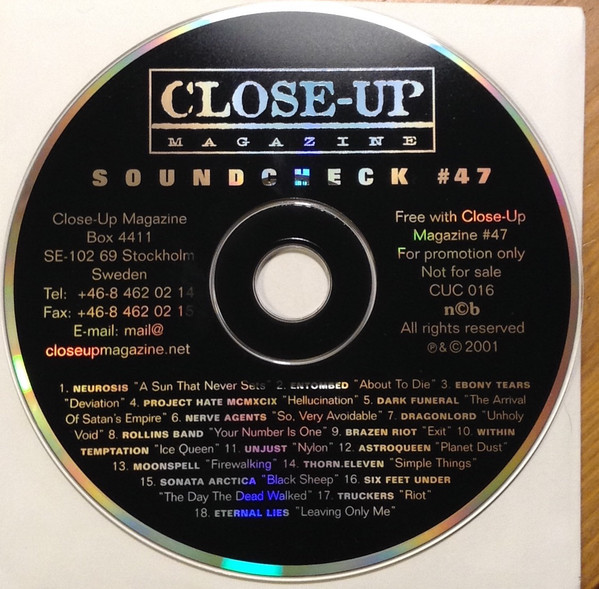 CLOSE-UP
MAGAZINE
SOUNDCHECK #47
Close-Up Magazine
Box 4411
SE-102 69 Stockholm
Sweden
Tel: +46-8 462 02 14
Fax: +46-8 462 02 15
E-mail: mail@
closeupmagazine.net
Free with Close-Up
Magazine #47
For promotion only
Not for sale
CUC 016
n©b
All rights reserved
℗&©2001
1. NEUROSIS "A Sun That Never Sets" 2. ENTOMBED "About To Die" 3. EBONY TEARS
"Deviation" 4. PROJECT HATE MCMXCIX "Hellucination" 5. DARK FUNERAL "The Arrival
Of Satan's Empire" 6. NERVE AGENTS "So, Very Avoidable" 7. DRAGONLORD "Unholy
Void" 8. ROLLINS BAND "Your Number Is One" 9. BRAZEN RIOT "Exit" 10. WITHIN
TEMPTATION "Ice Queen" 11. UNJUST "Nylon" 12. ASTROQUEEN "Planet Dust"
13. MOONSPELL "Firewalking" 14. THORN.ELEVEN "Simple Things"
15. SONATA ARCTICA "Black Sheep" 16. SIX FEET UNDER
"The Day The Dead Walked" 17. TRUCKERS "Riot"
18. ETERNAL LIES "Leaving Only Me"